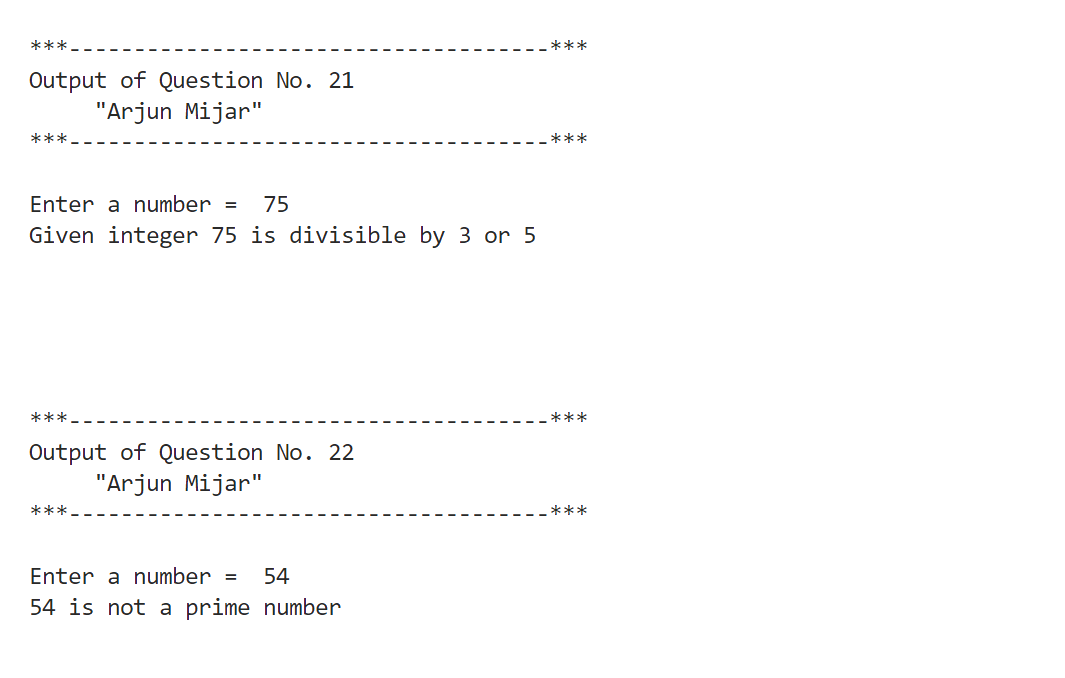 ***-------------------------------------***
Output of Question No. 21
     "Arjun Mijar"
***-------------------------------------***
Enter a number =  75
Given integer 75 is divisible by 3 or 5
***-------------------------------------***
Output of Question No. 22
     "Arjun Mijar"
***-------------------------------------***
Enter a number =  54
54 is not a prime number